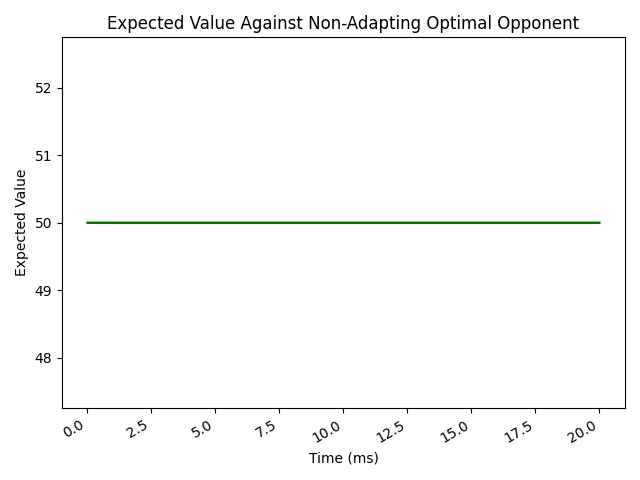 Expected Value Against Non-Adapting Optimal Opponent
52
51
50
49
48
Expected Value
0.0 2.5 5.0 7.5 10.0 12.5 15.0 17.5 20.0
Time (ms)